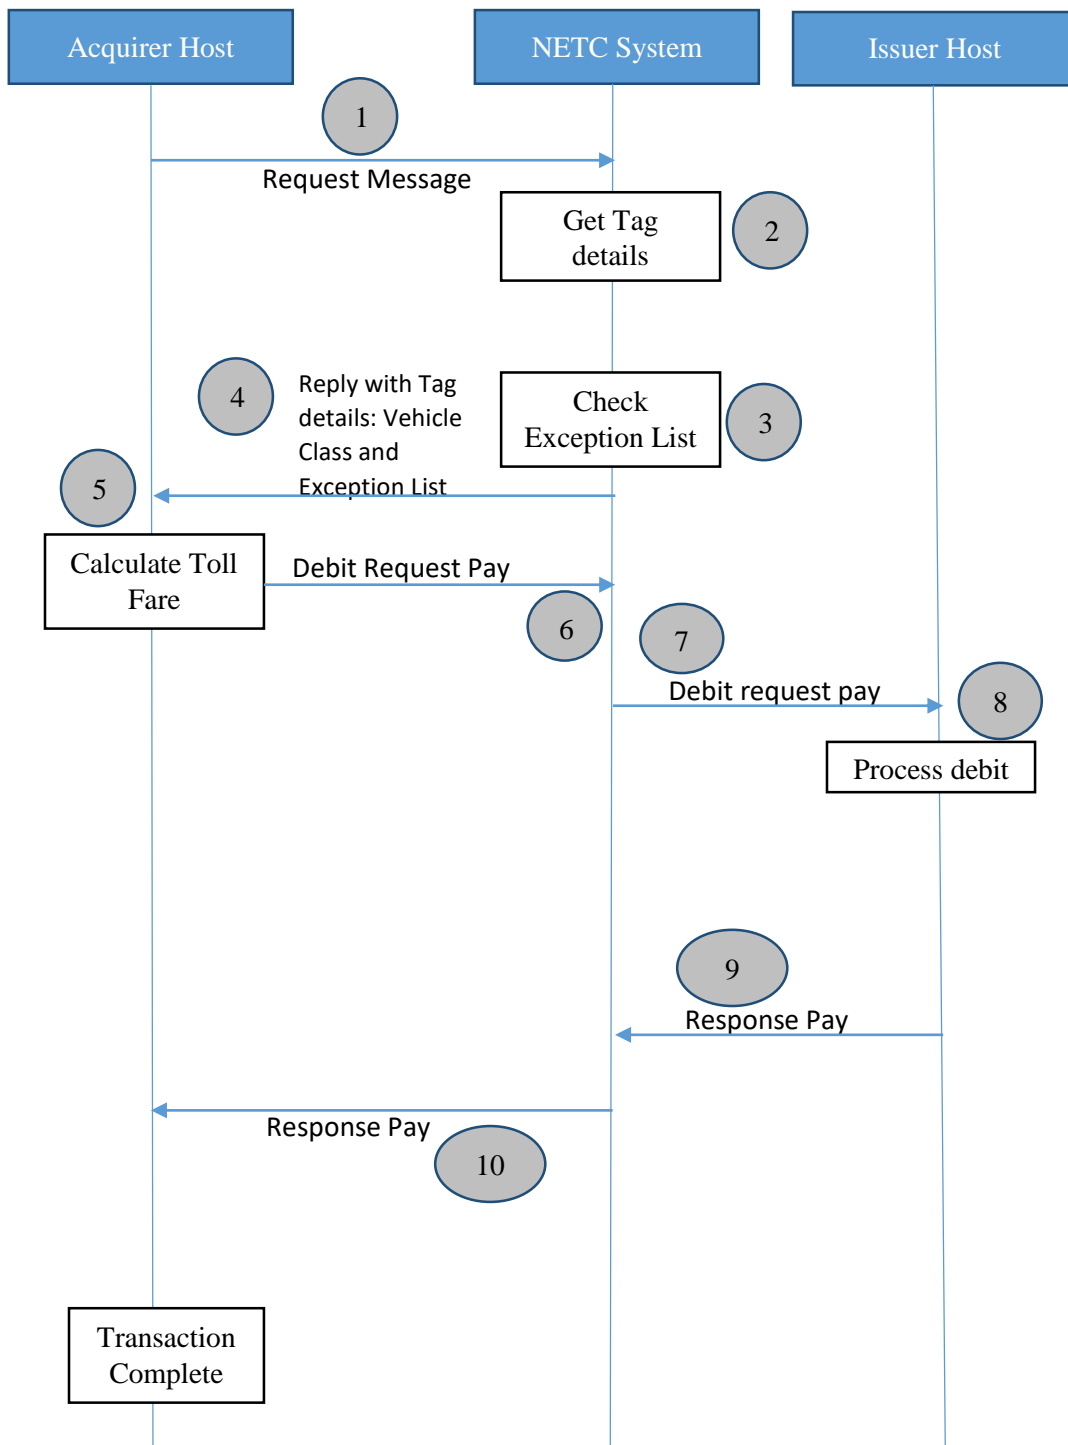 Acquirer Host
NETC System
Issuer Host
1
Request Message
Get Tag
details
2
4
Reply with Tag
details: Vehicle
Class and
Exception List
Check
Exception List
3
5
Calculate Toll
Fare
Debit Request Pay
6
7
Debit request pay
8
Process debit
9
Response Pay
Response Pay
10
Transaction
Complete